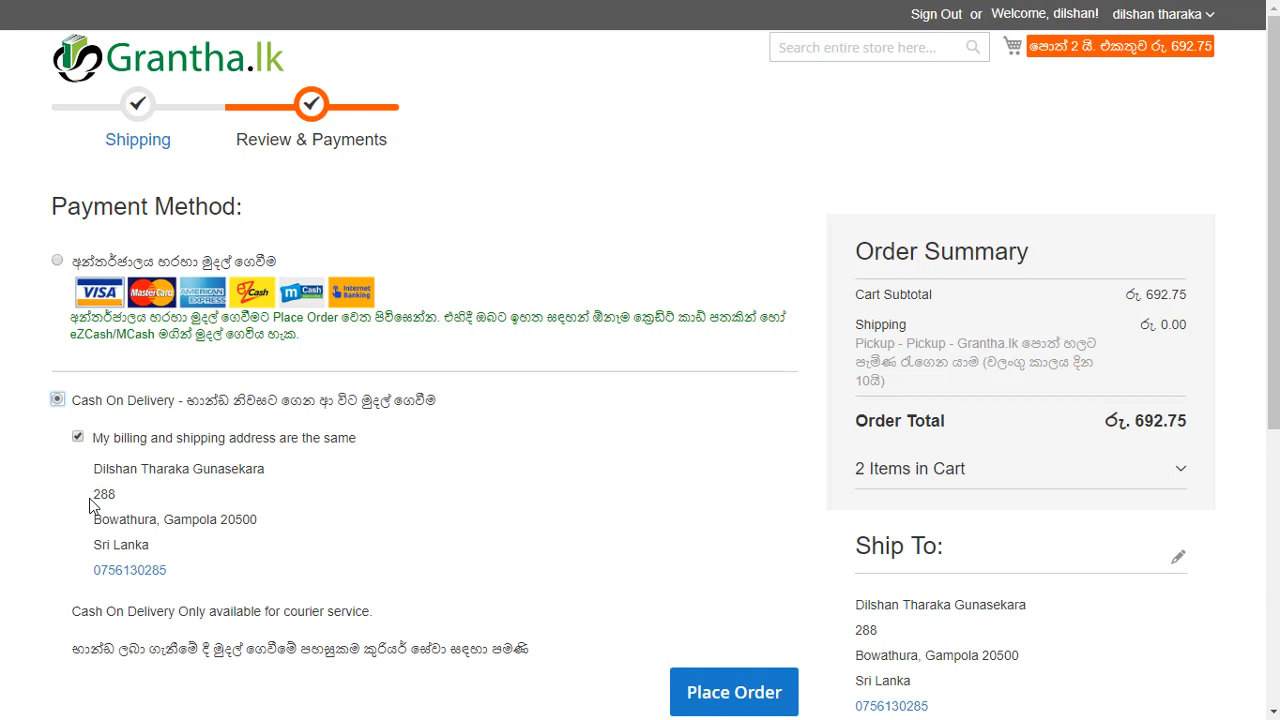 Sign Out or Welcome, dilshan! dilshan tharaka
Grantha.lk
Search entire store here...
පොත් 2 යි. එකතුව රු. 692.75
Shipping
Review & Payments
Payment Method:
අන්තර්ජාලය හරහා මුදල් ගෙවීම
VISA MasterCard AMERICAN EXPRESS eZCash mCash Internet Banking
අන්තර්ජාලය හරහා මුදල් ගෙවීමට Place Order වෙත පිවිසෙන්න. එහිදී ඔබට ඉහත සඳහන් ඕනෑම ක්‍රෙඩිට් කාඩ් පතකින් හෝ
eZCash/MCash මගින් මුදල් ගෙවිය හැක.
Cash On Delivery - භාන්ඩ නිවසට ගෙන ආ විට මුදල් ගෙවීම
My billing and shipping address are the same
Dilshan Tharaka Gunasekara
288
Bowathura, Gampola 20500
Sri Lanka
0756130285
Cash On Delivery Only available for courier service.
භාන්ඩ ලබා ගැනීමේ දී මුදල් ගෙවීමේ පහසුකම කුරියර් සේවා සඳහා පමණි
Place Order
Order Summary
Cart Subtotal රු. 692.75
Shipping රු. 0.00
Pickup - Pickup - Grantha.lk පොත් හලට
පැමිණ රැගෙන යාම (වලංගු කාලය දින
10යි)
Order Total රු. 692.75
2 Items in Cart
Ship To:
Dilshan Tharaka Gunasekara
288
Bowathura, Gampola 20500
Sri Lanka
0756130285